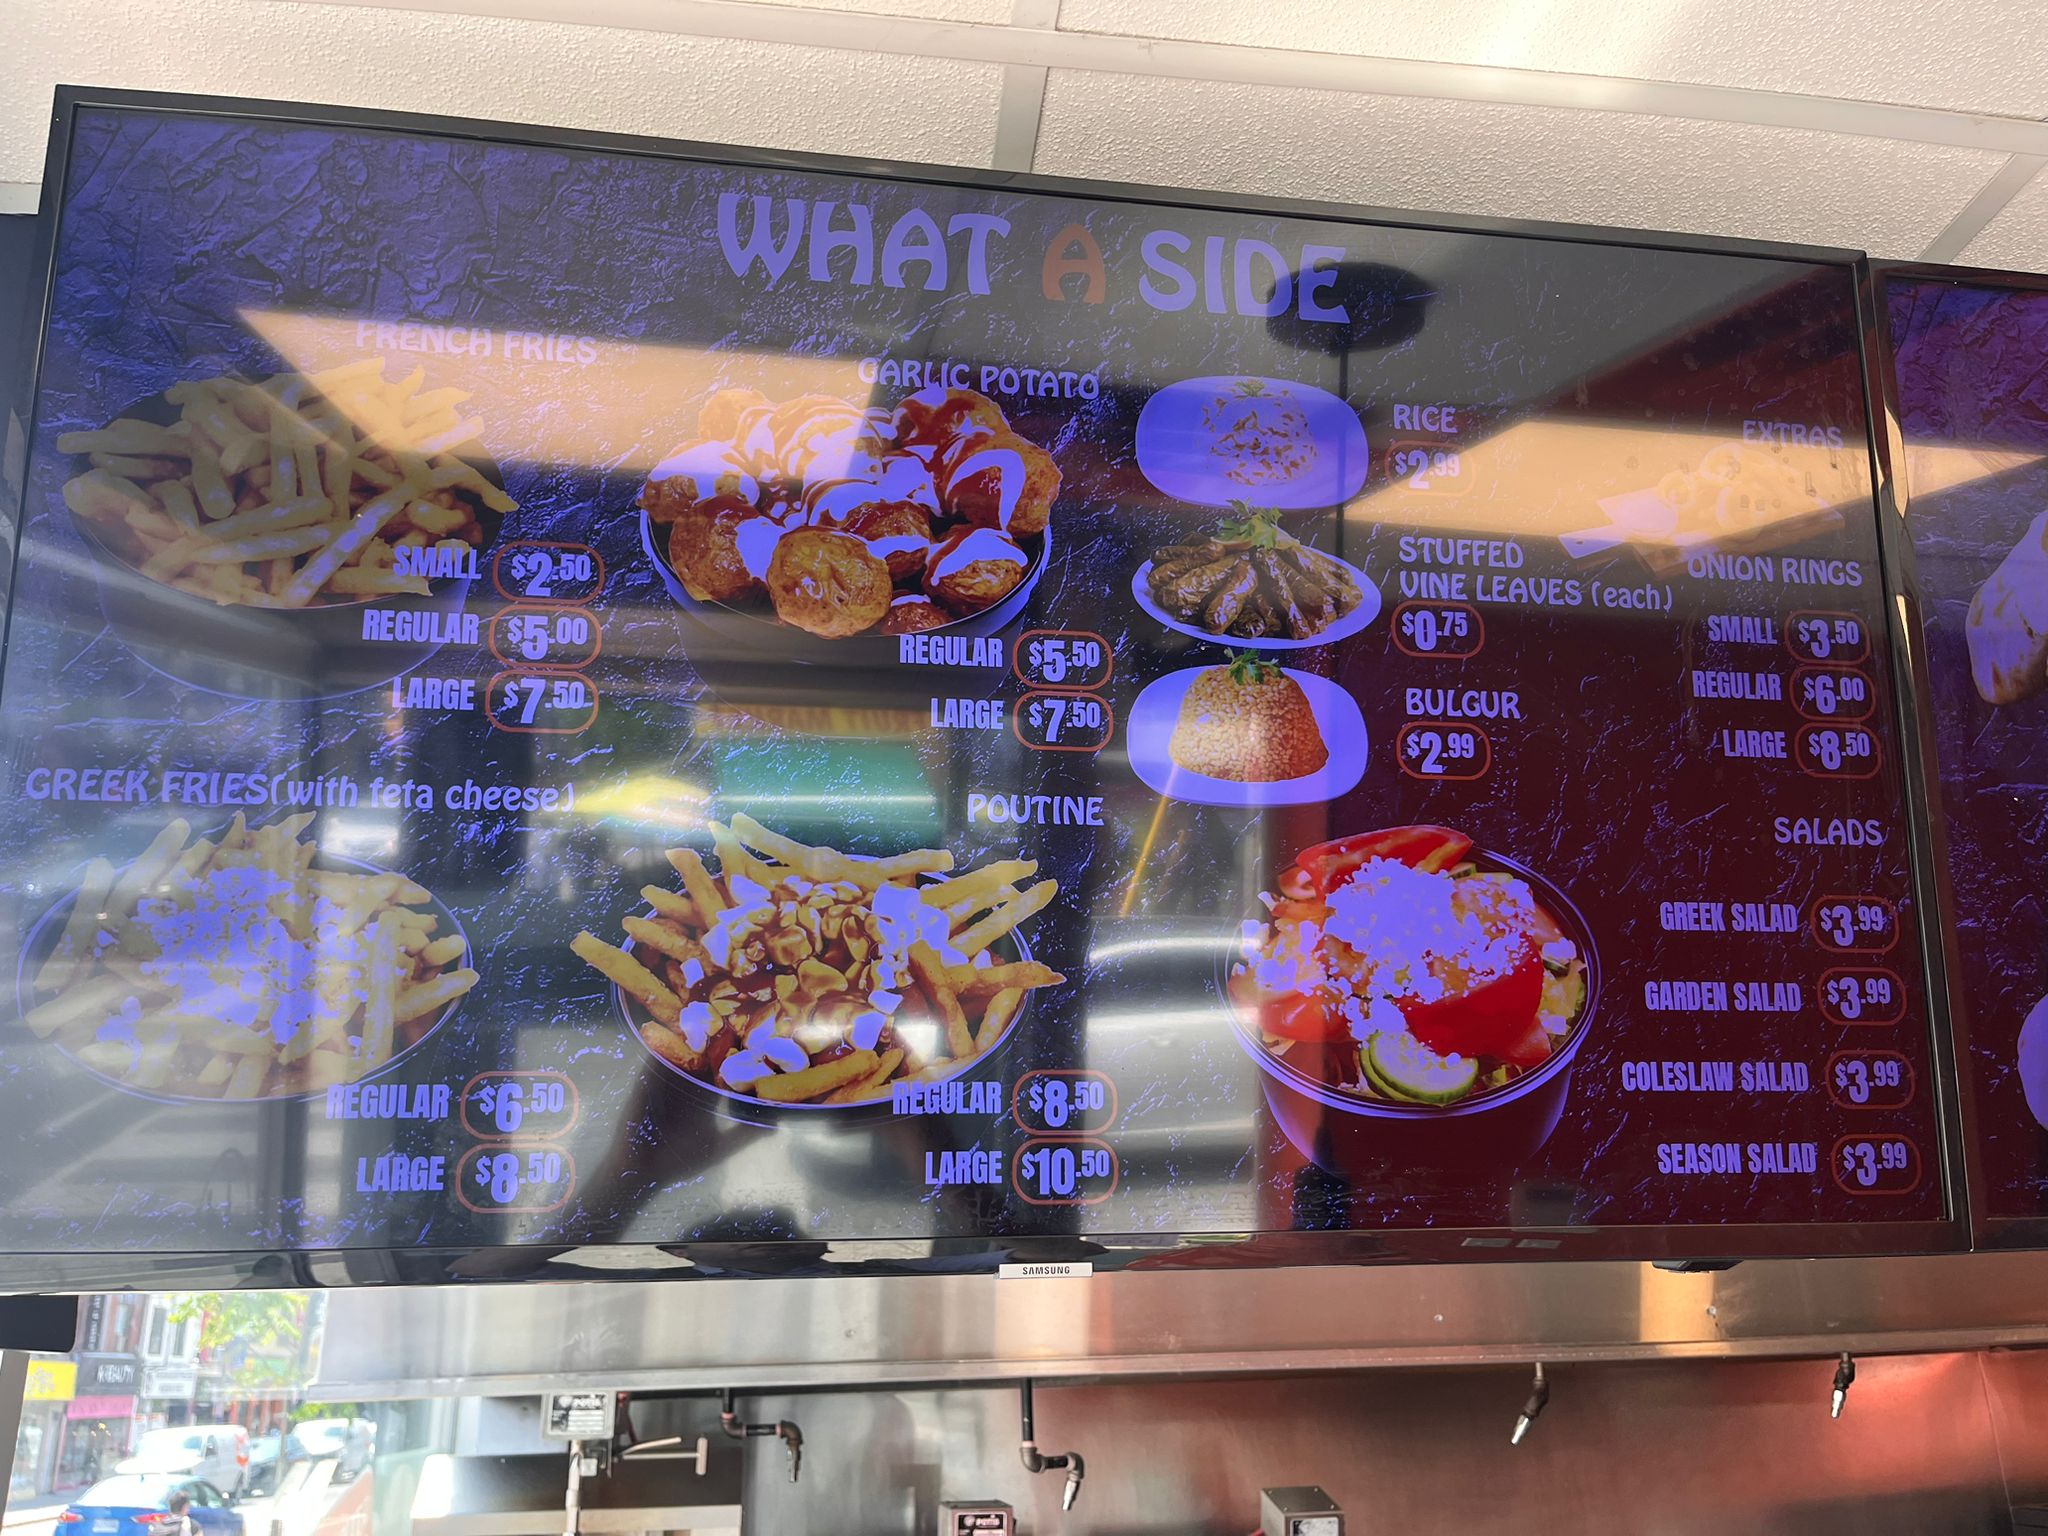 WHAT A SIDE
FRENCH FRIES
SMALL $2.50
REGULAR $5.00
LARGE $7.50
GARLIC POTATO
REGULAR $5.50
LARGE $7.50
RICE
$2.99
STUFFED
VINE LEAVES (each)
$0.75
BULGUR
$2.99
EXTRAS
ONION RINGS
SMALL $3.50
REGULAR $6.00
LARGE $8.50
GREEK FRIES(with feta cheese)
REGULAR $6.50
LARGE $8.50
POUTINE
REGULAR $8.50
LARGE $10.50
SALADS
GREEK SALAD $3.99
GARDEN SALAD $3.99
COLESLAW SALAD $3.99
SEASON SALAD $3.99
SAMSUNG